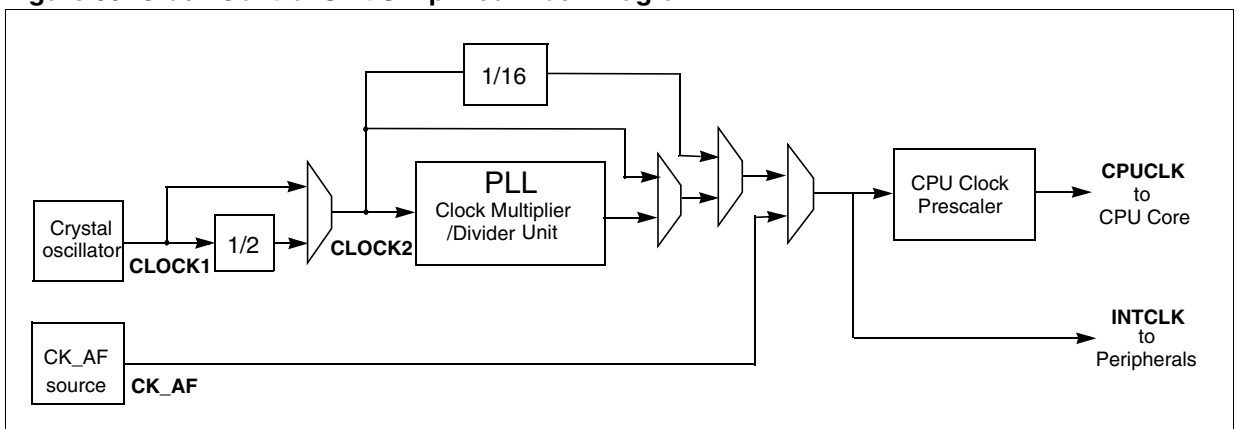 1/16
PLL
Clock Multiplier
/Divider Unit
CPU Clock
Prescaler
CPUCLK
to
CPU Core
Crystal
oscillator
1/2
CLOCK1
CLOCK2
INTCLK
to
Peripherals
CK_AF
source
CK_AF